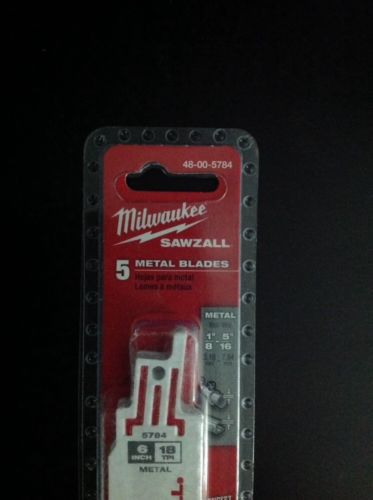 48-00-5784
Milwaukee
SAWZALL
5 METAL BLADES
Hojas para metal
Lames à métaux
METAL
1" - 5"
8 16
5784
6 18
INCH TPI
METAL